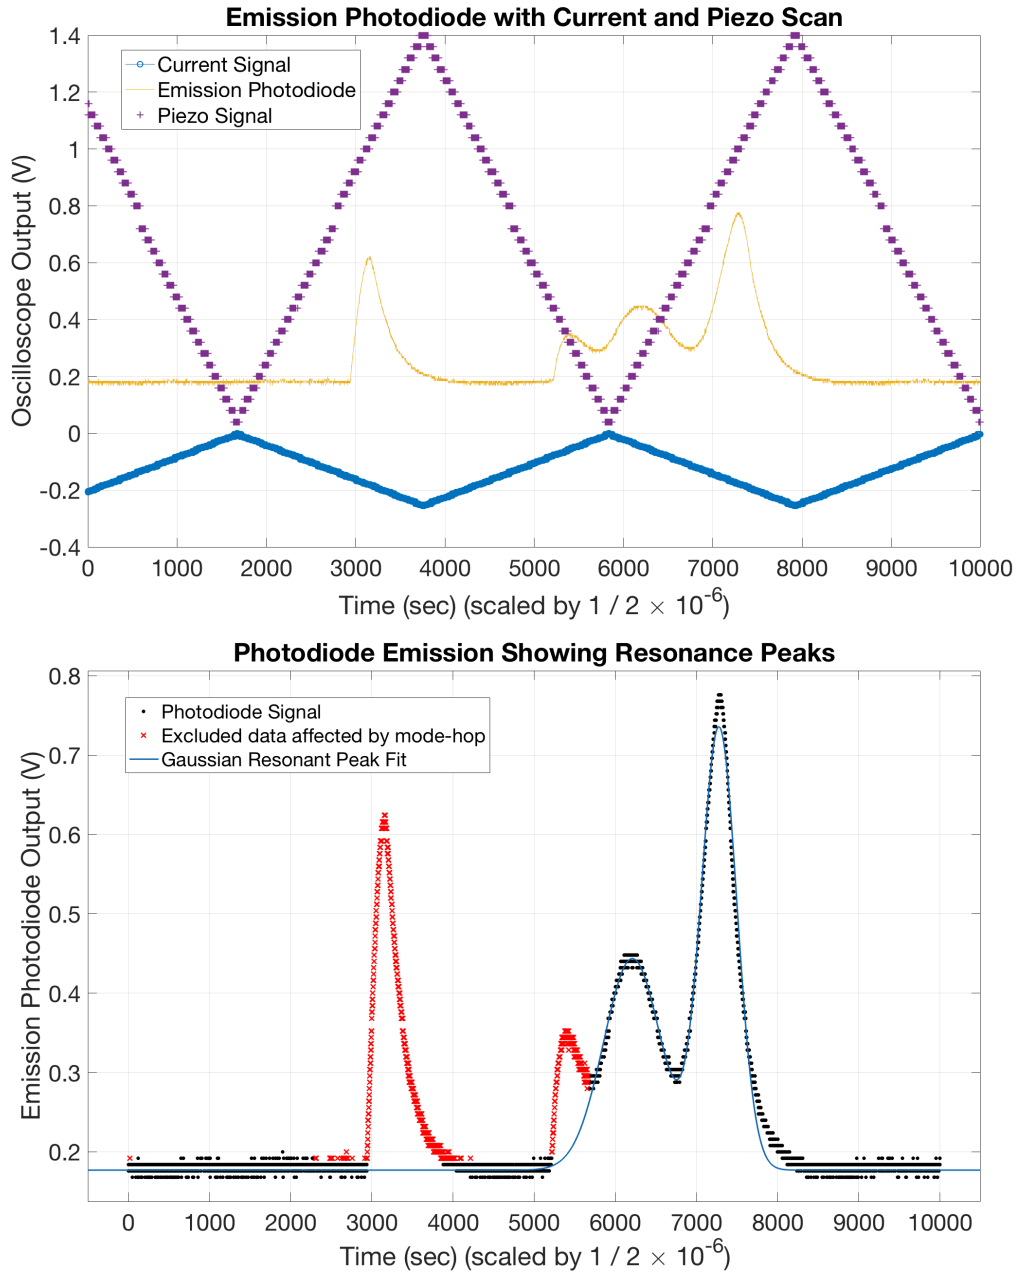 Emission Photodiode with Current and Piezo Scan
Oscilloscope Output (V)
1.4
1.2
1
0.8
0.6
0.4
0.2
0
-0.2
-0.4
Current Signal
Emission Photodiode
Piezo Signal
0 1000 2000 3000 4000 5000 6000 7000 8000 9000 10000
Time (sec) (scaled by 1 / 2 × 10^-6)
Photodiode Emission Showing Resonance Peaks
Emission Photodiode Output (V)
0.8
0.7
0.6
0.5
0.4
0.3
0.2
Photodiode Signal
Excluded data affected by mode-hop
Gaussian Resonant Peak Fit
0 1000 2000 3000 4000 5000 6000 7000 8000 9000 10000
Time (sec) (scaled by 1 / 2 × 10^-6)